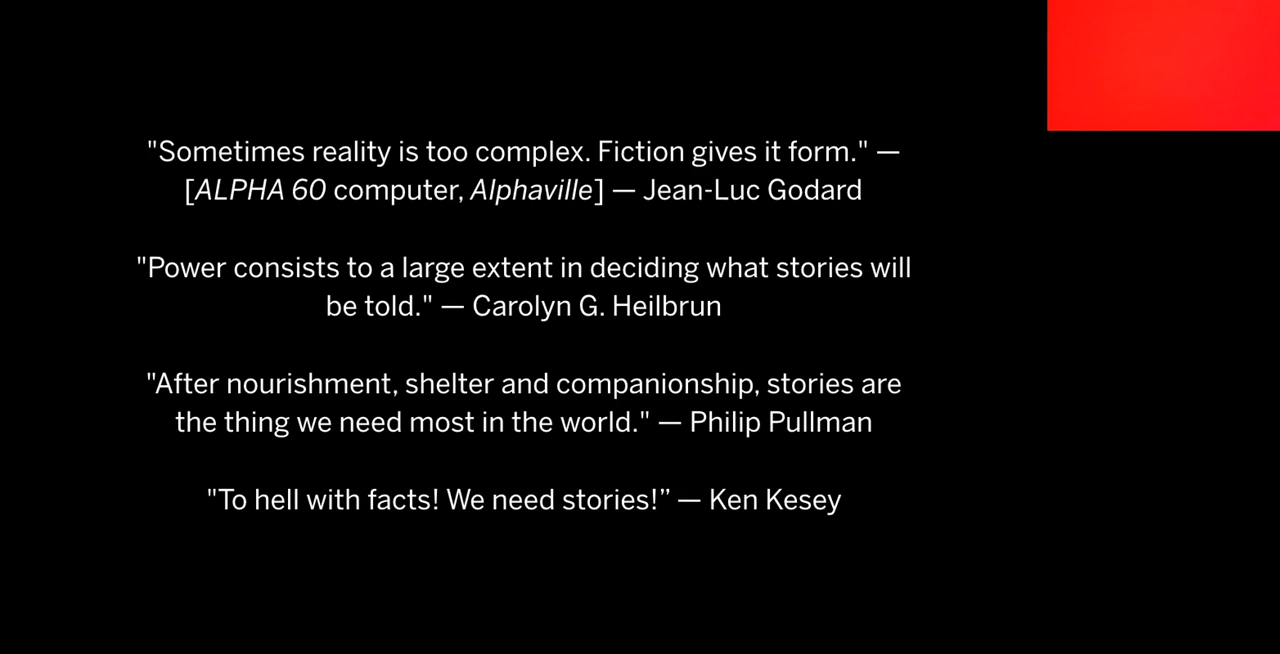 "Sometimes reality is too complex. Fiction gives it form." —
[ALPHA 60 computer, Alphaville] — Jean-Luc Godard
"Power consists to a large extent in deciding what stories will
be told." — Carolyn G. Heilbrun
"After nourishment, shelter and companionship, stories are
the thing we need most in the world." — Philip Pullman
"To hell with facts! We need stories!” — Ken Kesey